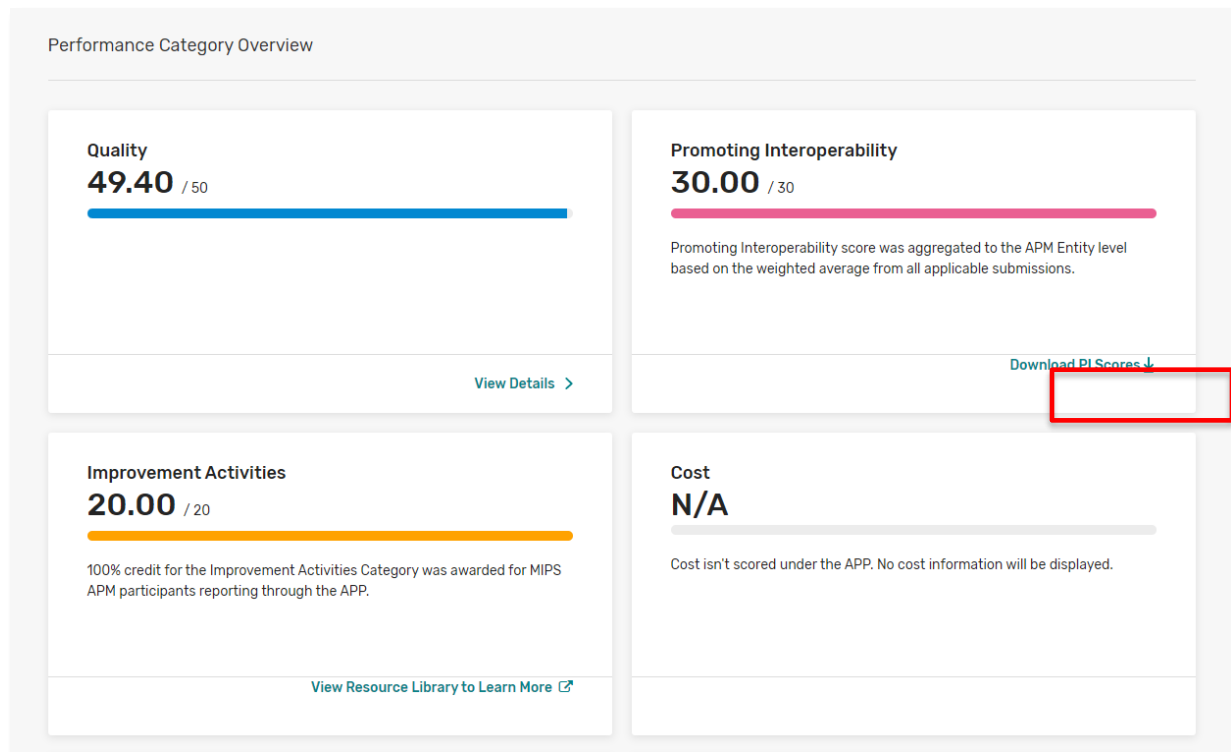 Performance Category Overview
Quality
49.40 / 50
View Details
Promoting Interoperability
30.00 / 30
Promoting Interoperability score was aggregated to the APM Entity level
based on the weighted average from all applicable submissions.
Download PI Scores
Improvement Activities
20.00 / 20
100% credit for the Improvement Activities Category was awarded for MIPS
APM participants reporting through the APP.
View Resource Library to Learn More
Cost
N/A
Cost isn't scored under the APP. No cost information will be displayed.